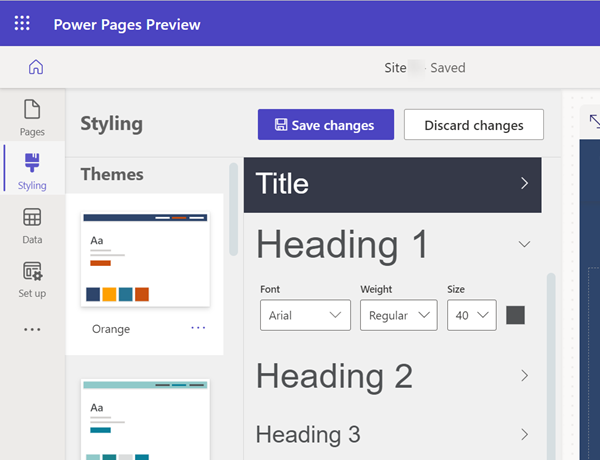 Power Pages Preview
Site - Saved
Pages
Styling
Data
Set up
Styling
Save changes
Discard changes
Themes
Aa
Orange
Aa
Title
Heading 1
Font Weight Size
Arial Regular 40
Heading 2
Heading 3